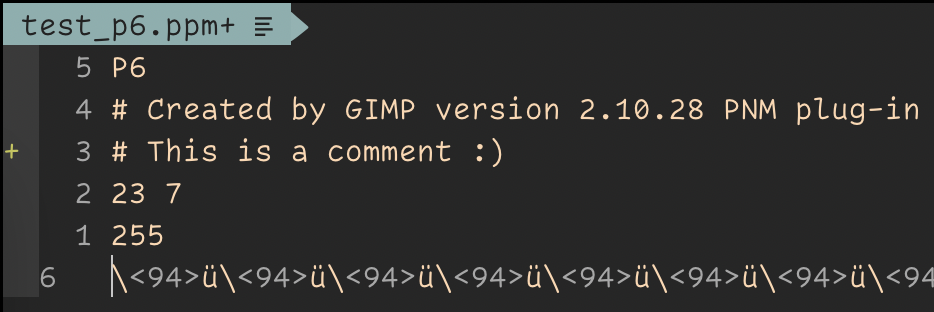 test_p6.ppm+
5 P6
4 # Created by GIMP version 2.10.28 PNM plug-in
+ 3 # This is a comment :)
2 23 7
1 255
6 \<94>ü\<94>ü\<94>ü\<94>ü\<94>ü\<94>ü\<94>ü\<94